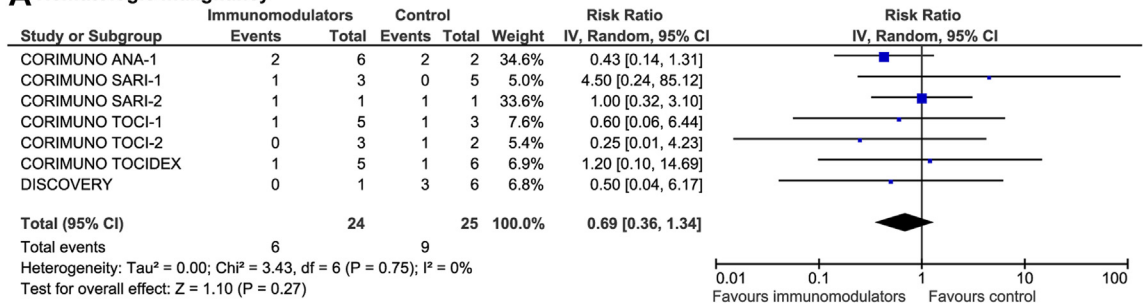 A
Immunomodulators Control Risk Ratio Risk Ratio
Study or Subgroup Events Total Events Total Weight IV, Random, 95% CI IV, Random, 95% CI
CORIMUNO ANA-1 2 6 2 2 34.6% 0.43 [0.14, 1.31]
CORIMUNO SARI-1 1 3 0 5 5.0% 4.50 [0.24, 85.12]
CORIMUNO SARI-2 1 1 1 1 33.6% 1.00 [0.32, 3.10]
CORIMUNO TOCI-1 1 5 1 3 7.6% 0.60 [0.06, 6.44]
CORIMUNO TOCI-2 0 3 1 2 5.4% 0.25 [0.01, 4.23]
CORIMUNO TOCIDEX 1 5 1 6 6.9% 1.20 [0.10, 14.69]
DISCOVERY 0 1 3 6 6.8% 0.50 [0.04, 6.17]
Total (95% CI) 24 25 100.0% 0.69 [0.36, 1.34]
Total events 6 9
Heterogeneity: Tau² = 0.00; Chi² = 3.43, df = 6 (P = 0.75); I² = 0%
Test for overall effect: Z = 1.10 (P = 0.27)
0.01 0.1 1 10 100
Favours immunomodulators Favours control